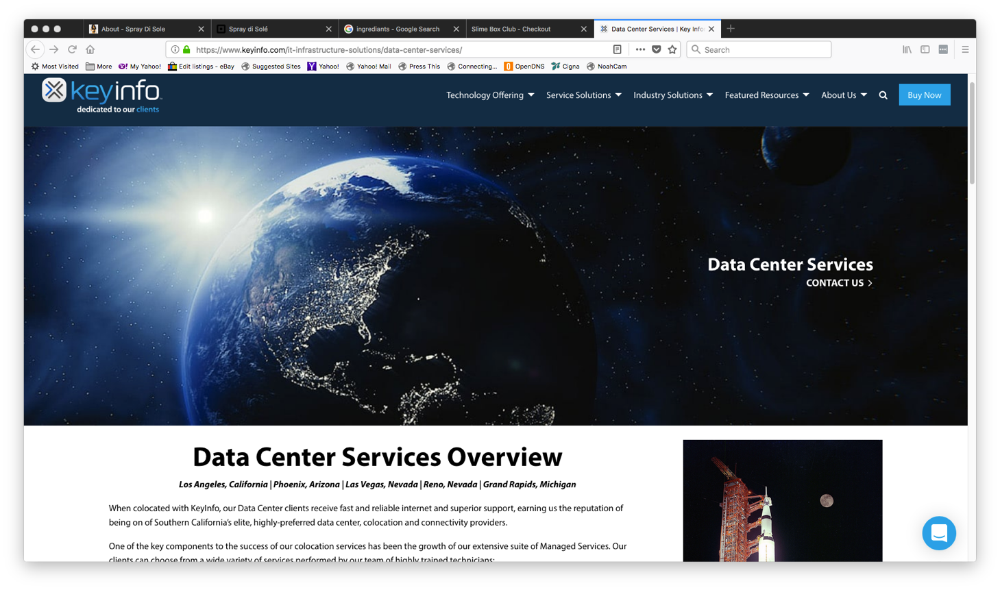 About - Spray Di Sole
Spray di Solé
ingrediants - Google Search
Slime Box Club - Checkout
Data Center Services | Key Info
https://www.keyinfo.com/it-infrastructure-solutions/data-center-services/
Search
Most Visited
More
My Yahoo!
Edit listings - eBay
Suggested Sites
Yahoo!
Yahoo! Mail
Press This
Connecting...
OpenDNS
Cigna
NoahCam
keyinfo
dedicated to our clients
Technology Offering
Service Solutions
Industry Solutions
Featured Resources
About Us
Buy Now
Data Center Services
CONTACT US >
Data Center Services Overview
Los Angeles, California | Phoenix, Arizona | Las Vegas, Nevada | Reno, Nevada | Grand Rapids, Michigan
When colocated with KeyInfo, our Data Center clients receive fast and reliable internet and superior support, earning us the reputation of
being on of Southern California's elite, highly-preferred data center, colocation and connectivity providers.
One of the key components to the success of our colocation services has been the growth of our extensive suite of Managed Services. Our
clients can choose from a wide variety of services performed by our team of highly trained technicians: